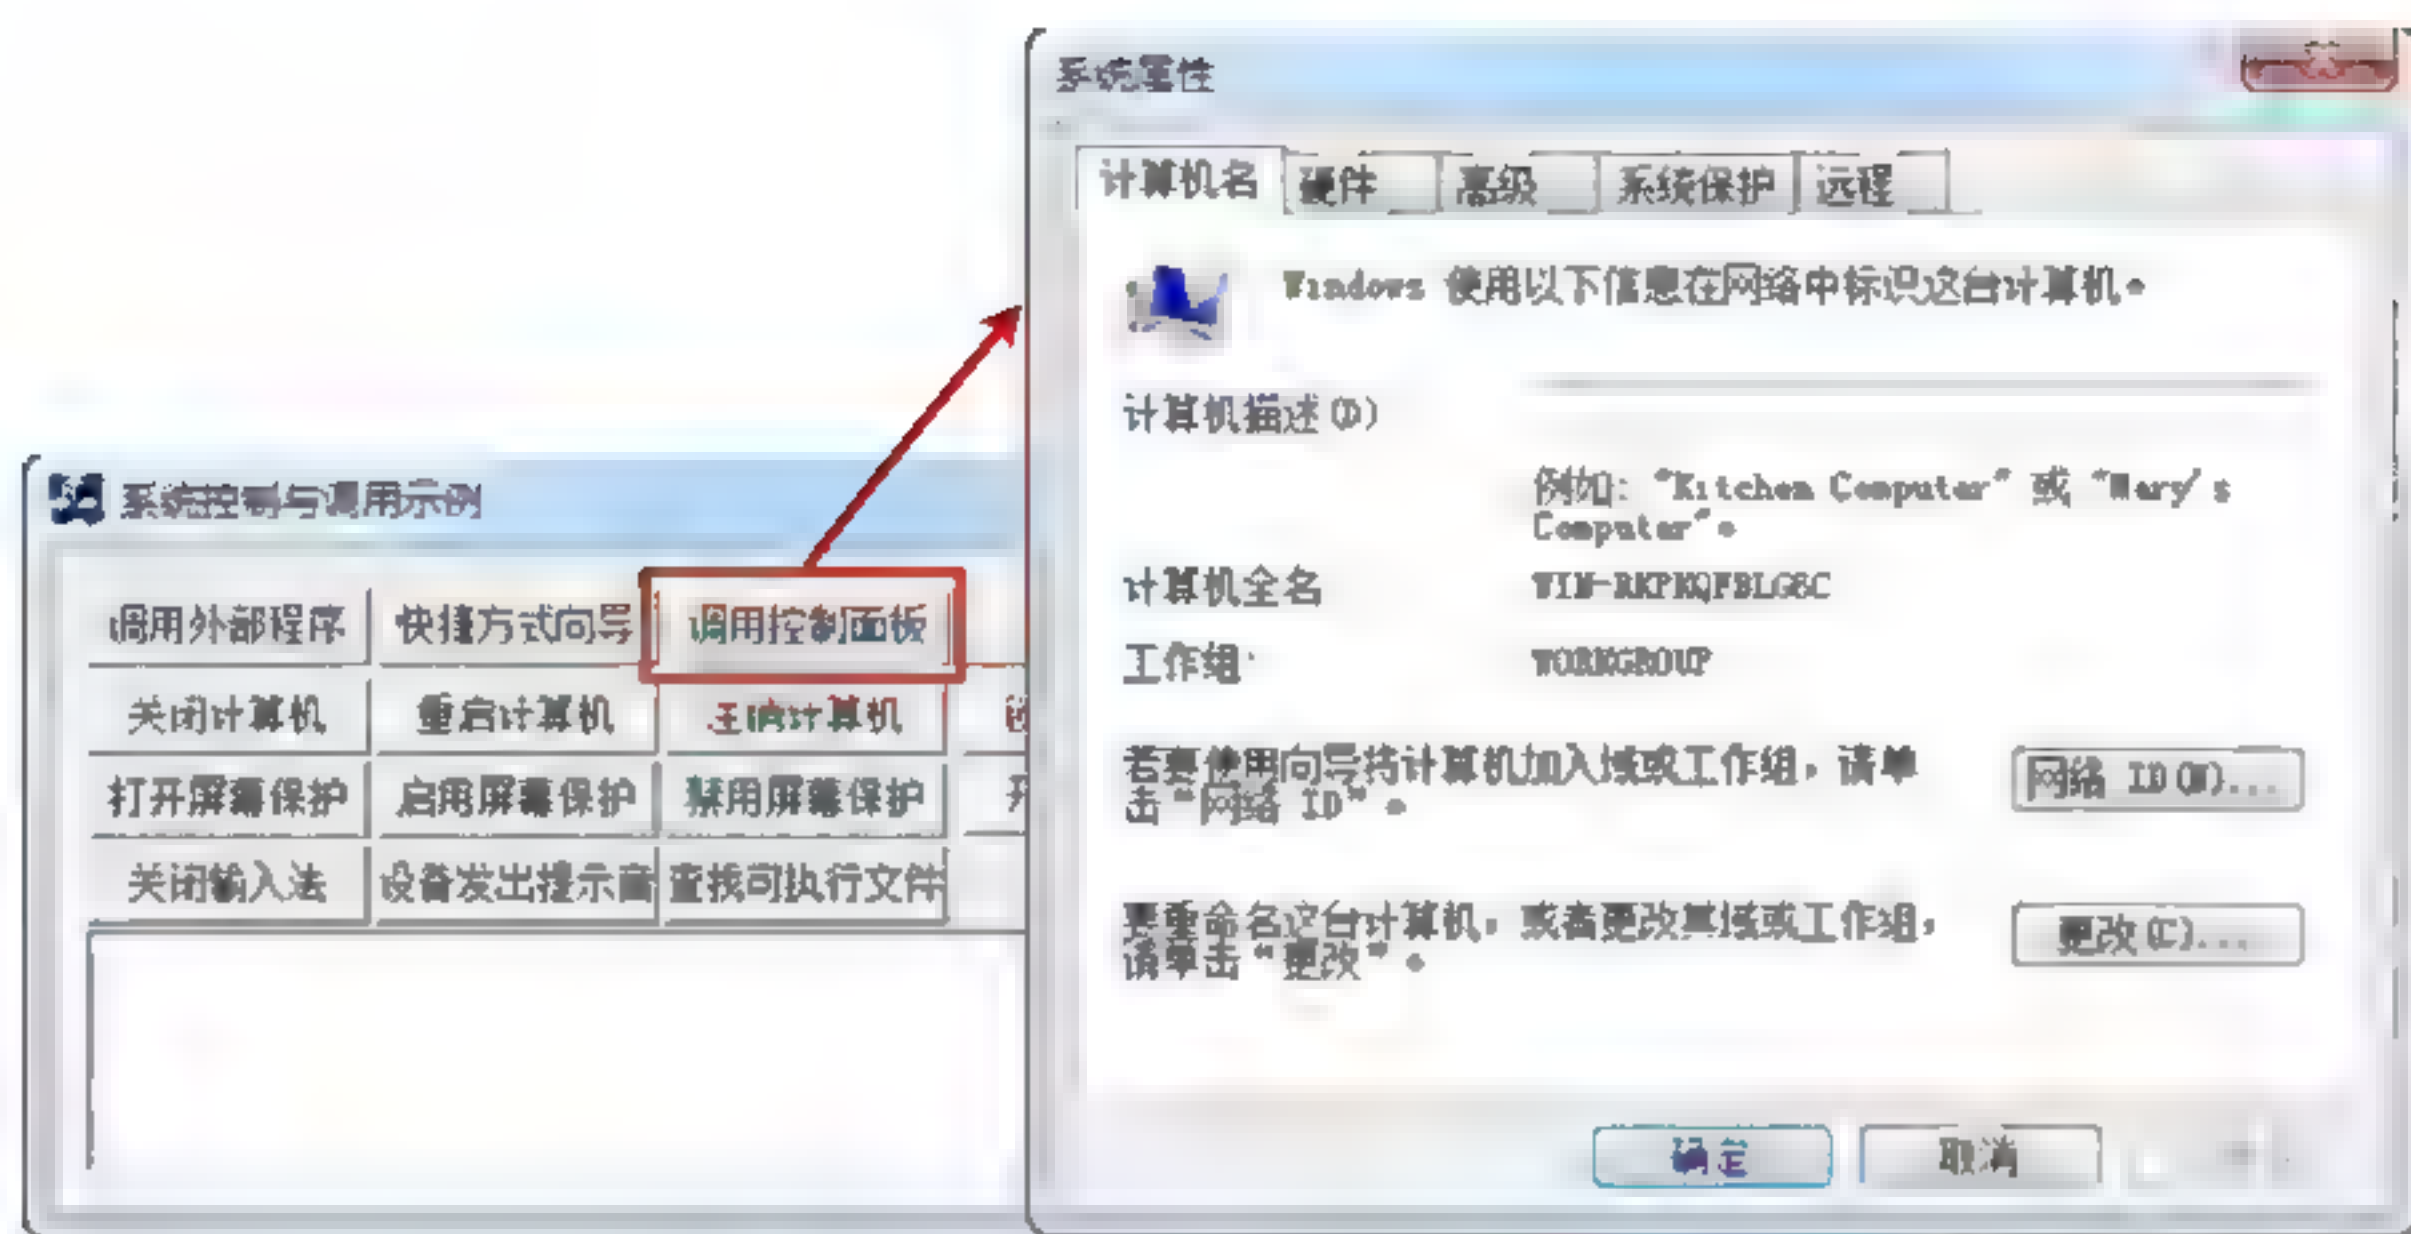 系统属性
计算机名 硬件 高级 系统保护 远程
Windows 使用以下信息在网络中标识这台计算机。
计算机描述(D)
例如: "Kitchen Computer" 或 "Mary's
Computer"。
计算机全名
工作组:
WORKGROUP
若要使用向导将计算机加入域或工作组，请单
击"网络 ID"。
网络 ID(N)...
要重命名这台计算机，或者更改其域或工作组，
请单击"更改"。
更改(C)...
确定 取消
系统控制与调用示例
调用外部程序 快捷方式向导 调用控制面板
关闭计算机 重启计算机 注销计算机
打开屏幕保护 启用屏幕保护 禁用屏幕保护 开
关闭输入法 设备发出提示音 查找可执行文件